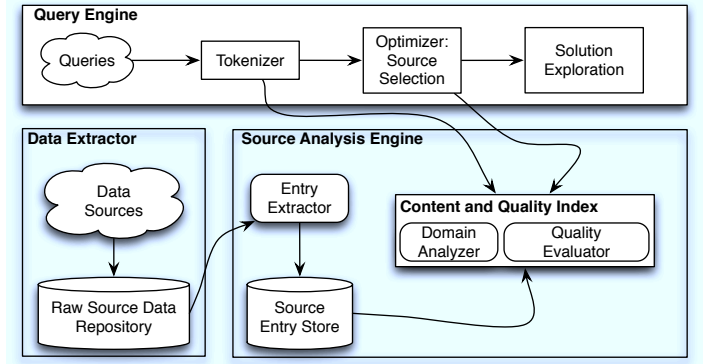 Query Engine
Queries
Tokenizer
Optimizer:
Source
Selection
Solution
Exploration
Data Extractor
Data
Sources
Raw Source Data
Repository
Source Analysis Engine
Entry
Extractor
Source
Entry Store
Content and Quality Index
Domain
Analyzer
Quality
Evaluator